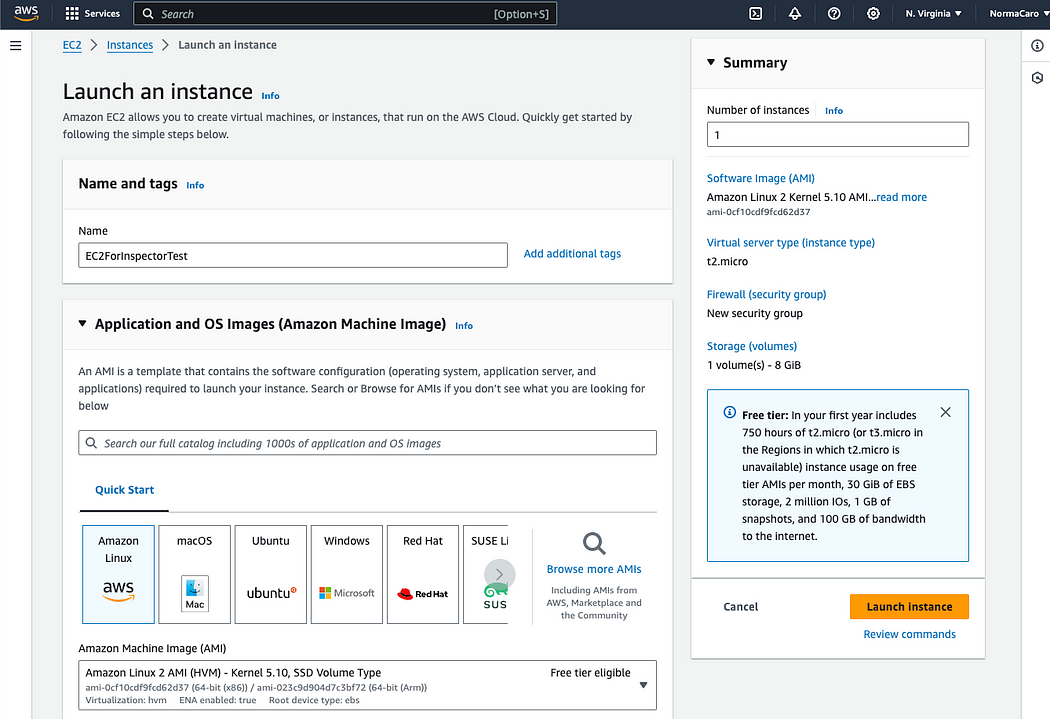 aws
Services
Search
[Option+S]
N. Virginia
NormaCaro
EC2
Instances
Launch an instance
Launch an instance
Info
Amazon EC2 allows you to create virtual machines, or instances, that run on the AWS Cloud. Quickly get started by
following the simple steps below.
Name and tags
Info
Name
EC2ForInspectorTest
Add additional tags
Application and OS Images (Amazon Machine Image)
Info
An AMI is a template that contains the software configuration (operating system, application server, and
applications) required to launch your instance. Search or Browse for AMIs if you don't see what you are looking for
below
Search our full catalog including 1000s of application and OS images
Quick Start
Amazon
Linux
aws
macOS
Mac
Ubuntu
ubuntu
Windows
Microsoft
Red Hat
Red Hat
SUSE Li
SUS
Browse more AMIs
Including AMIs from
AWS, Marketplace and
the Community
Amazon Machine Image (AMI)
Amazon Linux 2 AMI (HVM) - Kernel 5.10, SSD Volume Type
Free tier eligible
ami-0cf10cdf9fcd62d37 (64-bit (x86)) / ami-023c9d904d7c3bf72 (64-bit (Arm))
Virtualization: hvm ENA enabled: true Root device type: ebs
Summary
Number of instances
Info
1
Software Image (AMI)
Amazon Linux 2 Kernel 5.10 AMI...read more
ami-0cf10cdf9fcd62d37
Virtual server type (instance type)
t2.micro
Firewall (security group)
New security group
Storage (volumes)
1 volume(s) - 8 GiB
Free tier: In your first year includes
750 hours of t2.micro (or t3.micro in
the Regions in which t2.micro is
unavailable) instance usage on free
tier AMIs per month, 30 GiB of EBS
storage, 2 million IOs, 1 GB of
snapshots, and 100 GB of bandwidth
to the internet.
Cancel
Launch instance
Review commands